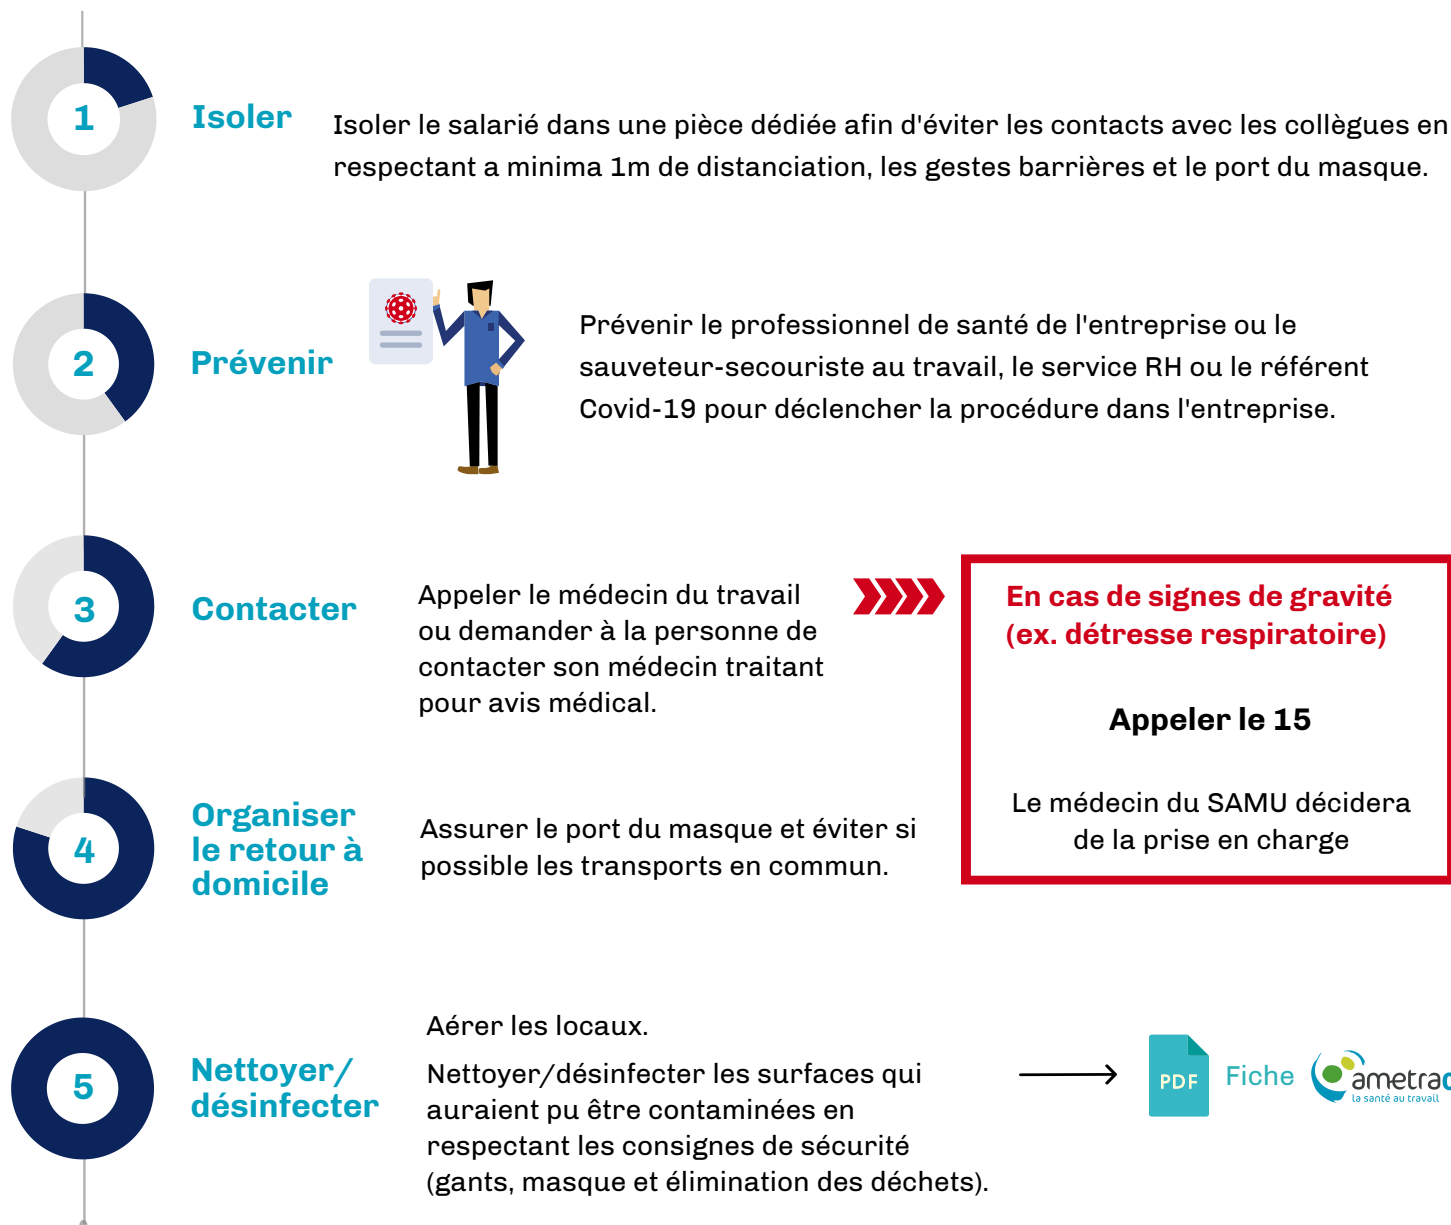 1
Isoler
Isoler le salarié dans une pièce dédiée afin d'éviter les contacts avec les collègues en
respectant a minima 1m de distanciation, les gestes barrières et le port du masque.
2
Prévenir
Prévenir le professionnel de santé de l'entreprise ou le
sauveteur-secouriste au travail, le service RH ou le référent
Covid-19 pour déclencher la procédure dans l'entreprise.
3
Contacter
Appeler le médecin du travail
ou demander à la personne de
contacter son médecin traitant
pour avis médical.
En cas de signes de gravité
(ex. détresse respiratoire)
Appeler le 15
Le médecin du SAMU décidera
de la prise en charge
4
Organiser
le retour à
domicile
Assurer le port du masque et éviter si
possible les transports en commun.
5
Nettoyer/
désinfecter
Aérer les locaux.
Nettoyer/désinfecter les surfaces qui
auraient pu être contaminées en
respectant les consignes de sécurité
(gants, masque et élimination des déchets).
PDF
Fiche
ametra
la santé au travail